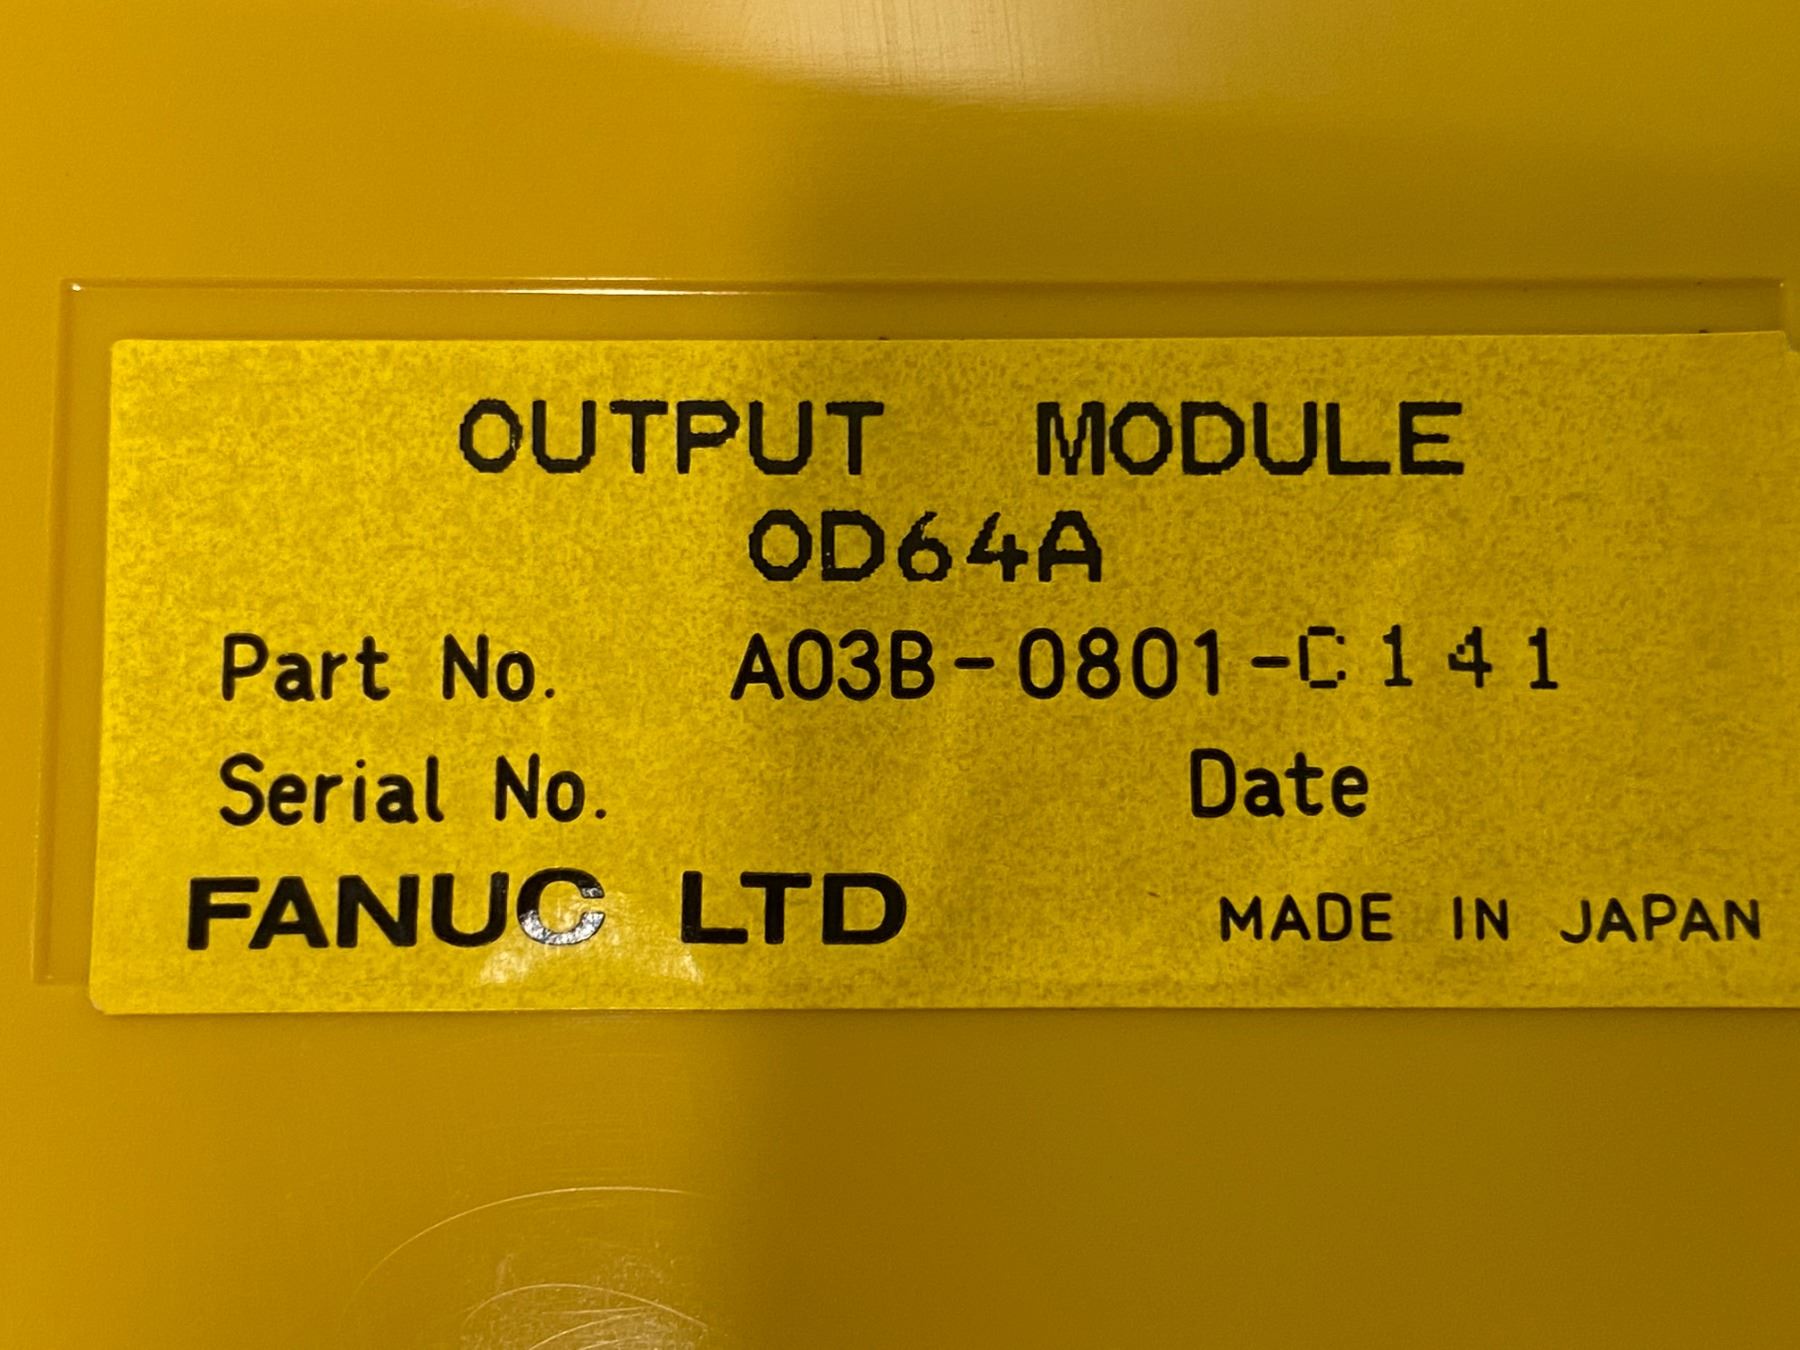 OUTPUT MODULE
OD64A
Part No. A03B-0801-C141
Serial No. Date
FANUC LTD MADE IN JAPAN